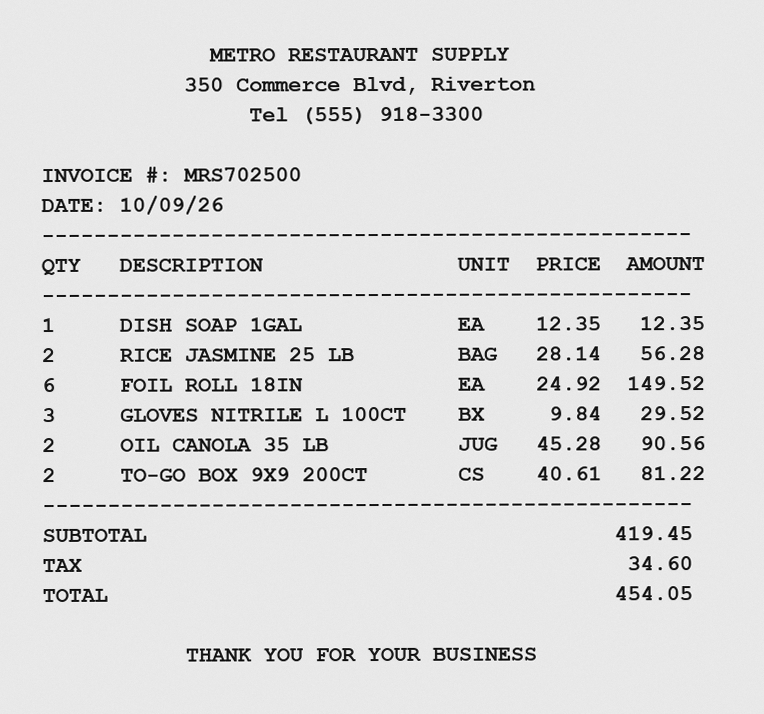 METRO RESTAURANT SUPPLY
350 Commerce Blvd, Riverton
Tel (555) 918-3300
INVOICE #: MRS702500
DATE: 10/09/26
--------------------------------------------------
QTY   DESCRIPTION               UNIT  PRICE  AMOUNT
--------------------------------------------------
1     DISH SOAP 1GAL            EA    12.35   12.35
2     RICE JASMINE 25 LB        BAG   28.14   56.28
6     FOIL ROLL 18IN            EA    24.92  149.52
3     GLOVES NITRILE L 100CT    BX     9.84   29.52
2     OIL CANOLA 35 LB          JUG   45.28   90.56
2     TO-GO BOX 9X9 200CT       CS    40.61   81.22
--------------------------------------------------
SUBTOTAL                                    419.45
TAX                                          34.60
TOTAL                                       454.05
THANK YOU FOR YOUR BUSINESS